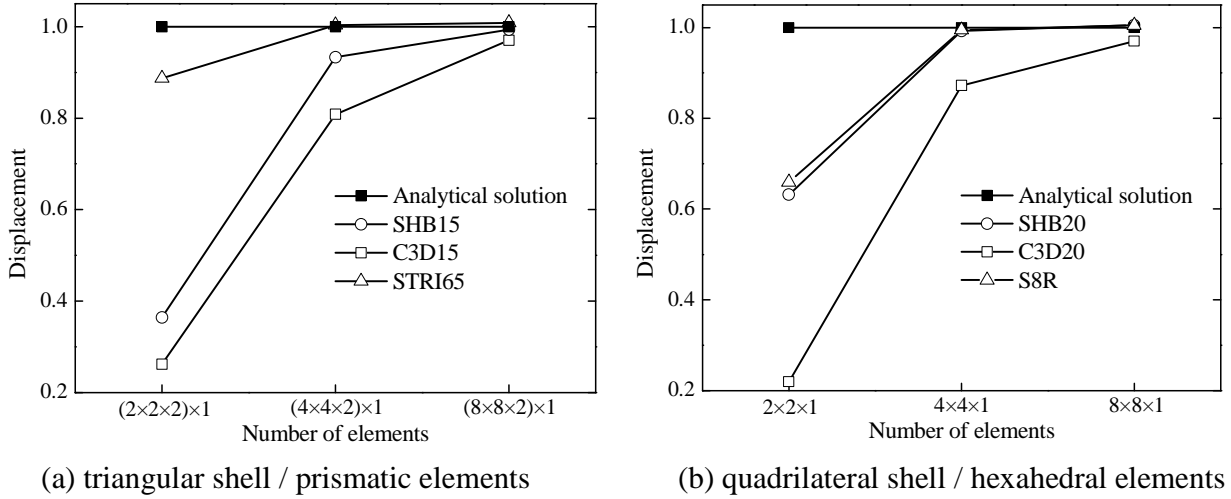 1.0
0.8
0.6
0.4
0.2
Displacement
Analytical solution
SHB15
C3D15
STRI65
(2×2×2)×1
(4×4×2)×1
(8×8×2)×1
Number of elements
(a) triangular shell / prismatic elements
1.0
0.8
0.6
0.4
0.2
Displacement
Analytical solution
SHB20
C3D20
S8R
2×2×1
4×4×1
8×8×1
Number of elements
(b) quadrilateral shell / hexahedral elements